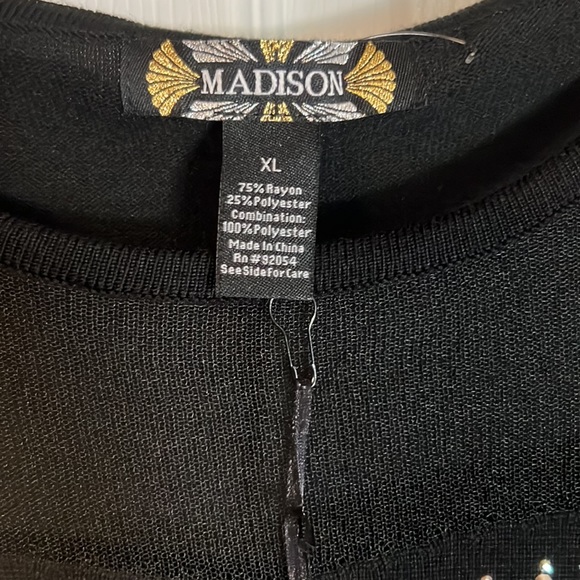 MADISON
XL
75% Rayon
25% Polyester
Combination:
100% Polyester
Made In China
Rn #92054
See Side For Care